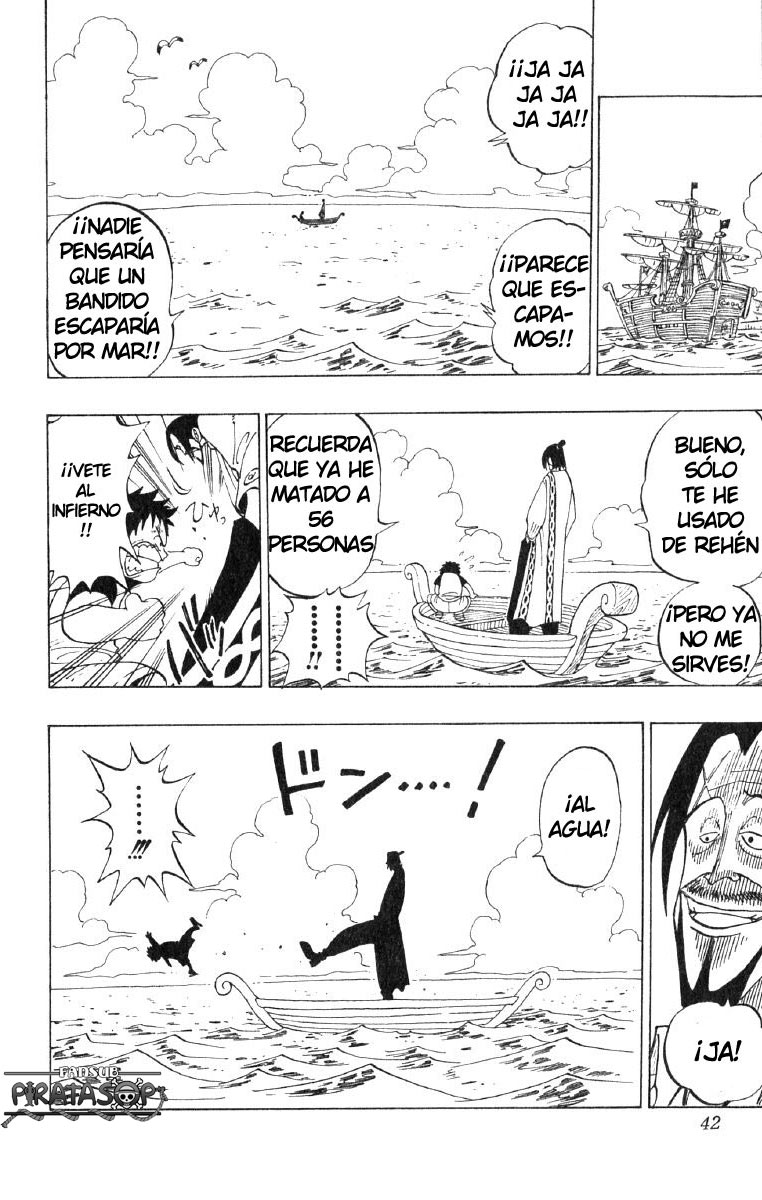 ¡¡JA JA
JA JA
JA JA!!
¡¡PARECE
QUE ES-
CAPA-
MOS!!
¡¡NADIE
PENSARÍA
QUE UN
BANDIDO
ESCAPARÍA
POR MAR!!
BUENO,
SÓLO
TE HE
USADO
DE REHÉN
¡PERO YA
NO ME
SIRVES!
RECUERDA
QUE YA HE
MATADO A
56
PERSONAS
......!!
¡¡VETE
AL
INFIERNO
!!
¡JA!
¡AL
AGUA!
ドン....!
......!!!
FANSUB
PIRATASOP
42